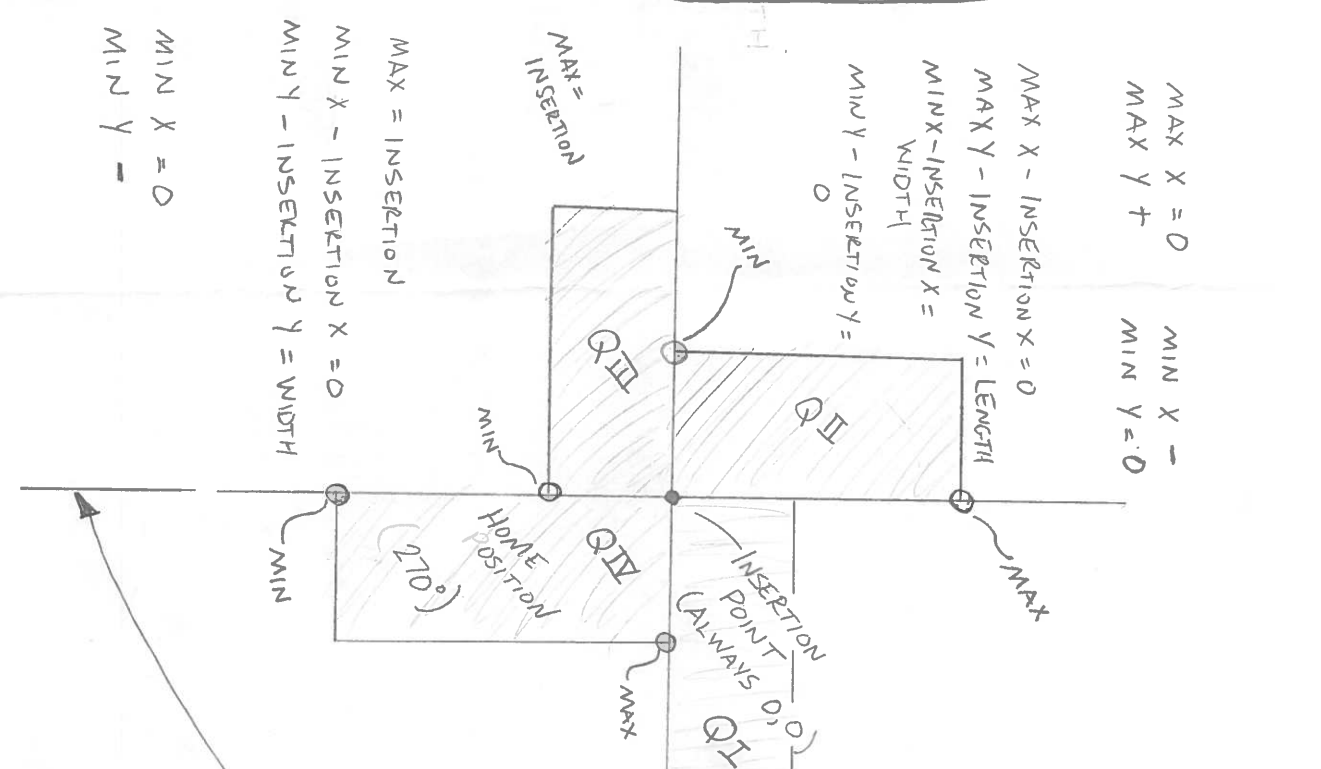 MAX X = 0
MAX Y +
MIN X -
MIN Y = 0
MAX X - INSERTION X = 0
MAX Y - INSERTION Y = LENGTH
MIN X - INSERTION X =
WIDTH
MIN Y - INSERTION Y =
0
MAX
QII
MIN
INSERTION
POINT
(ALWAYS 0,0)
QI
MAX =
INSERTION
QIII
QIV
MAX
HOME
POSITION
(270°)
MIN
MIN
MAX = INSERTION
MIN X - INSERTION X = 0
MIN Y - INSERTION Y = WIDTH
MIN X = 0
MIN Y -